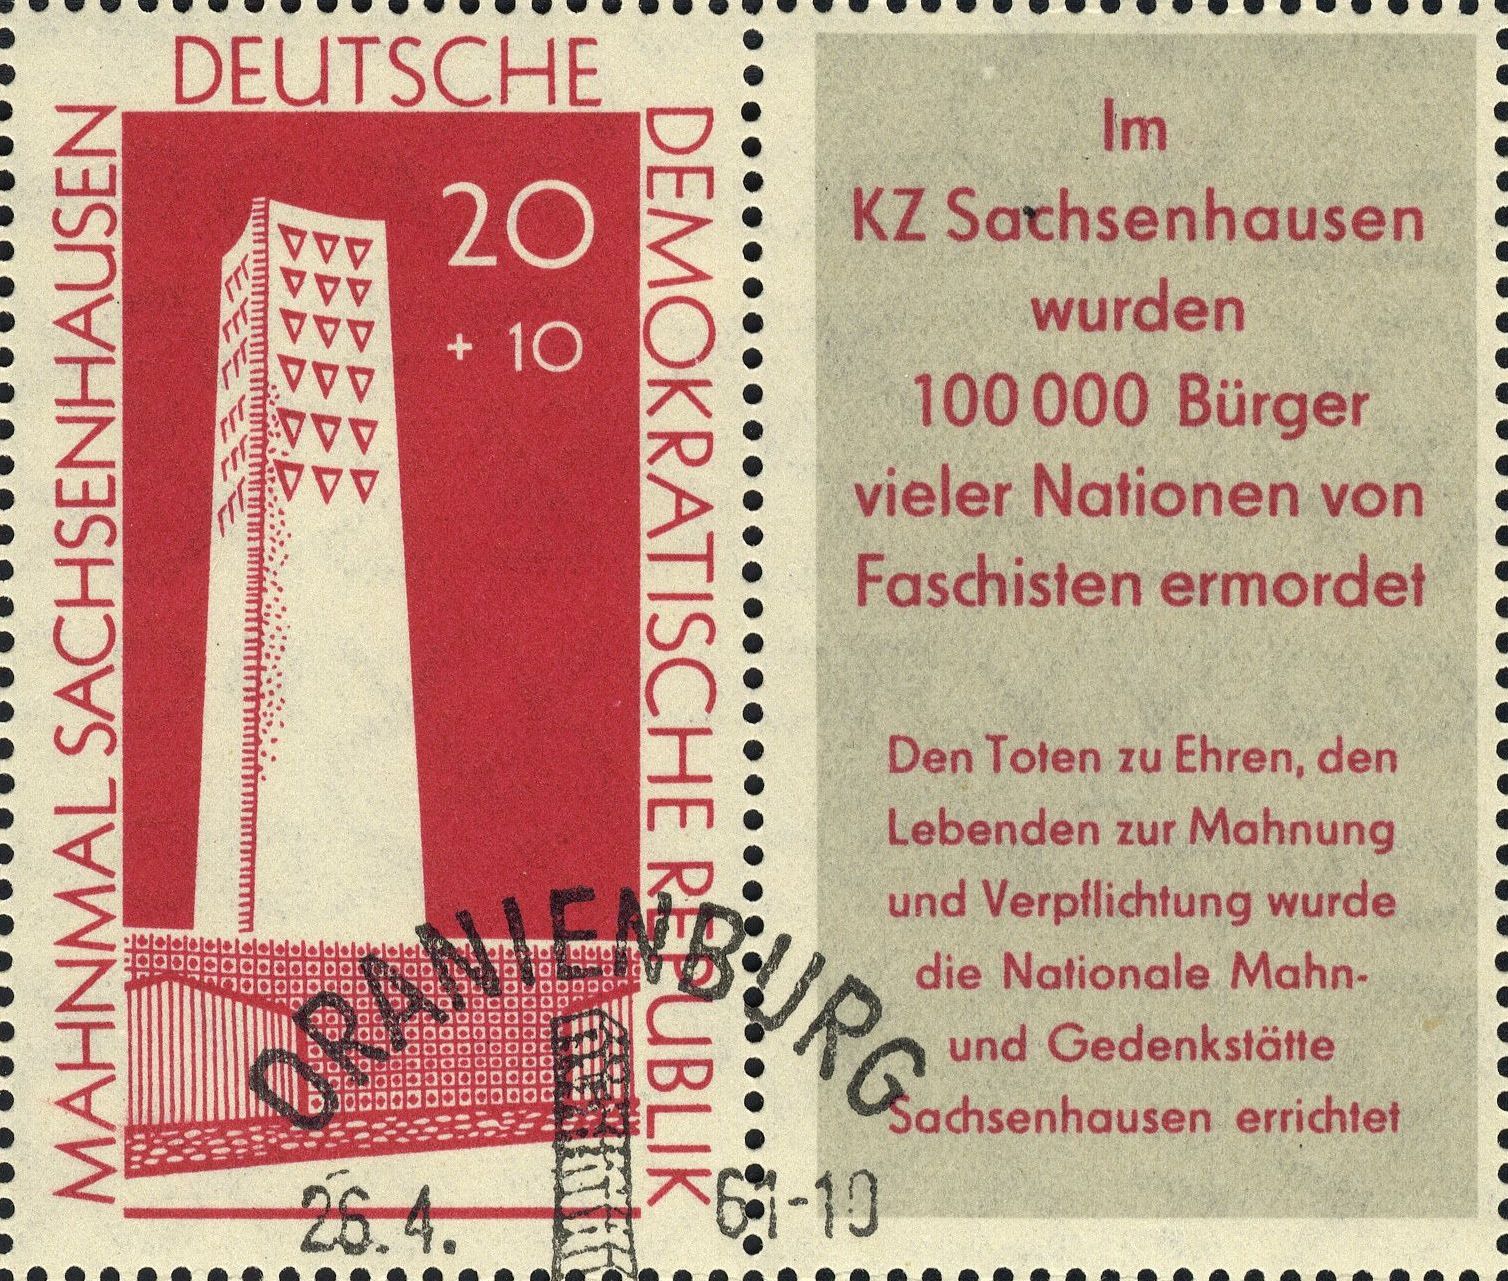 DEUTSCHE
DEMOKRATISCHE REPUBLIK
MAHNMAL SACHSENHAUSEN
20
+ 10
ORANIENBURG
26.4. 61-10
Im
KZ Sachsenhausen
wurden
100 000 Bürger
vieler Nationen von
Faschisten ermordet
Den Toten zu Ehren, den
Lebenden zur Mahnung
und Verpflichtung wurde
die Nationale Mahn-
und Gedenkstätte
Sachsenhausen errichtet